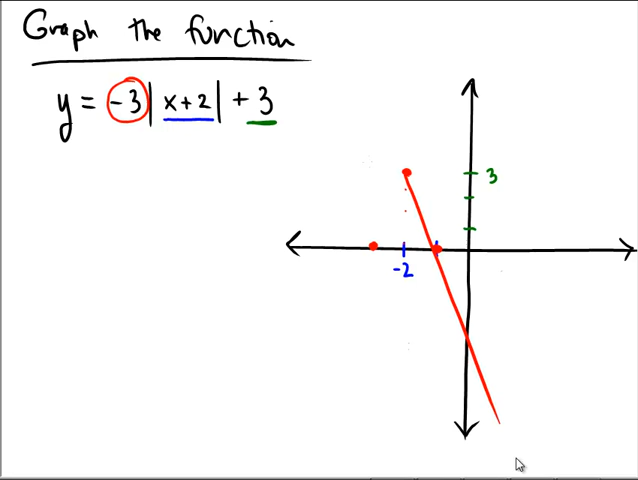 Graph the function
y = -3|x+2| + 3
3
-2